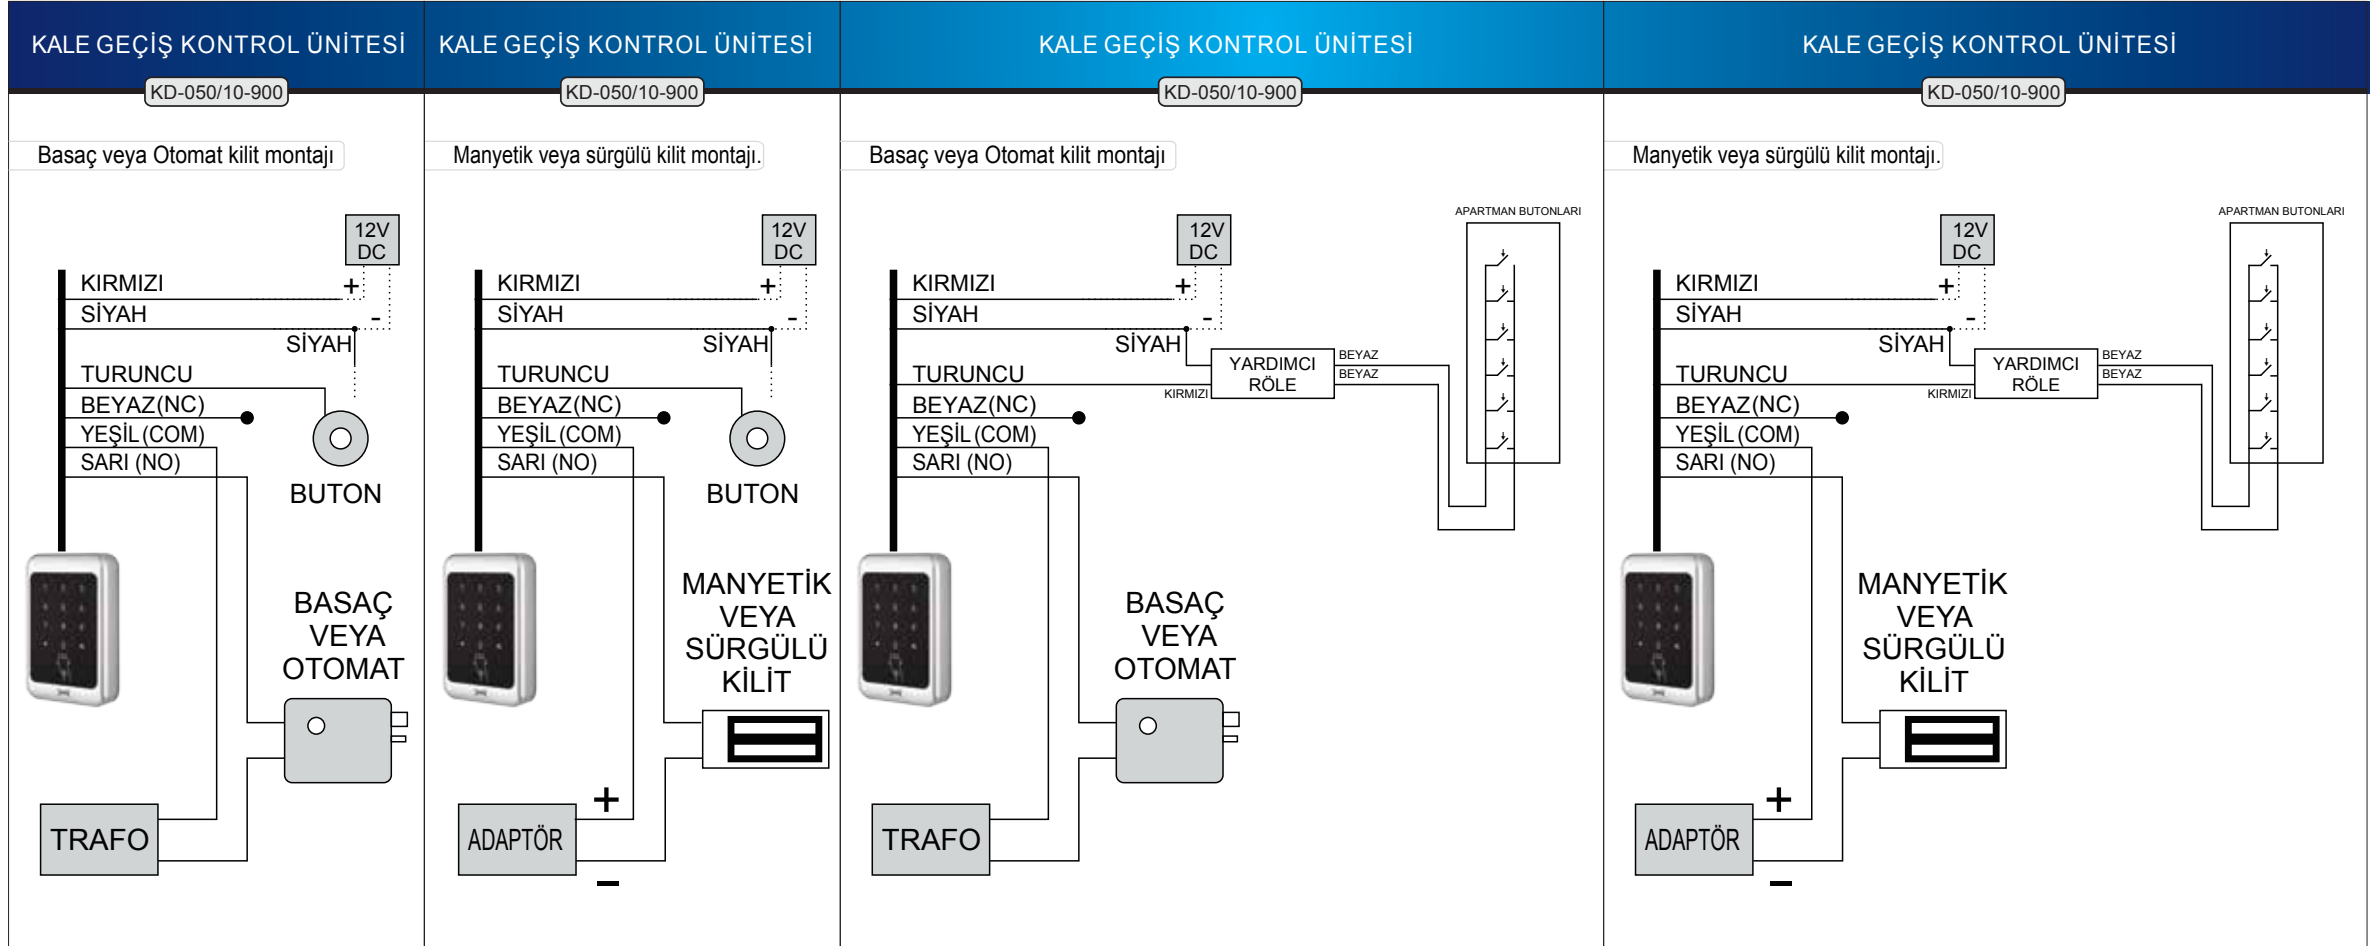 KALE GEÇİŞ KONTROL ÜNİTESİ
KD-050/10-900
Basaç veya Otomat kilit montajı
12V
DC
KIRMIZI
+
SİYAH
-
SİYAH
TURUNCU
BEYAZ(NC)
YEŞİL(COM)
SARI (NO)
BUTON
BASAÇ
VEYA
OTOMAT
TRAFO
KALE GEÇİŞ KONTROL ÜNİTESİ
KD-050/10-900
Manyetik veya sürgülü kilit montajı.
12V
DC
KIRMIZI
+
SİYAH
-
SİYAH
TURUNCU
BEYAZ(NC)
YEŞİL(COM)
SARI (NO)
BUTON
MANYETİK
VEYA
SÜRGÜLÜ
KİLİT
+
ADAPTÖR
-
KALE GEÇİŞ KONTROL ÜNİTESİ
KD-050/10-900
Basaç veya Otomat kilit montajı
APARTMAN BUTONLARI
12V
DC
KIRMIZI
+
SİYAH
-
SİYAH
YARDIMCI
RÖLE
BEYAZ
BEYAZ
TURUNCU
KIRMIZI
BEYAZ(NC)
YEŞİL(COM)
SARI (NO)
BASAÇ
VEYA
OTOMAT
TRAFO
KALE GEÇİŞ KONTROL ÜNİTESİ
KD-050/10-900
Manyetik veya sürgülü kilit montajı.
APARTMAN BUTONLARI
12V
DC
KIRMIZI
+
SİYAH
-
SİYAH
YARDIMCI
RÖLE
BEYAZ
BEYAZ
TURUNCU
KIRMIZI
BEYAZ(NC)
YEŞİL(COM)
SARI (NO)
MANYETİK
VEYA
SÜRGÜLÜ
KİLİT
+
ADAPTÖR
-